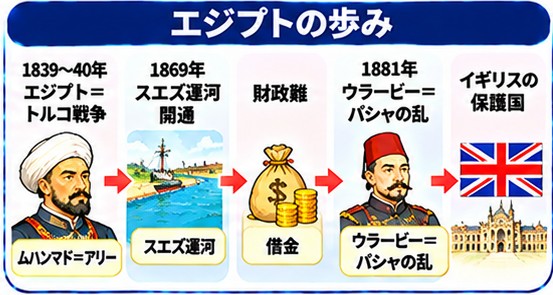 エジプトの歩み
1839～40年
エジプト＝
トルコ戦争
ムハンマド＝アリー
1869年
スエズ運河
開通
スエズ運河
財政難
$
借金
1881年
ウラービー＝
パシャの乱
ウラービー＝
パシャの乱
イギリスの
保護国